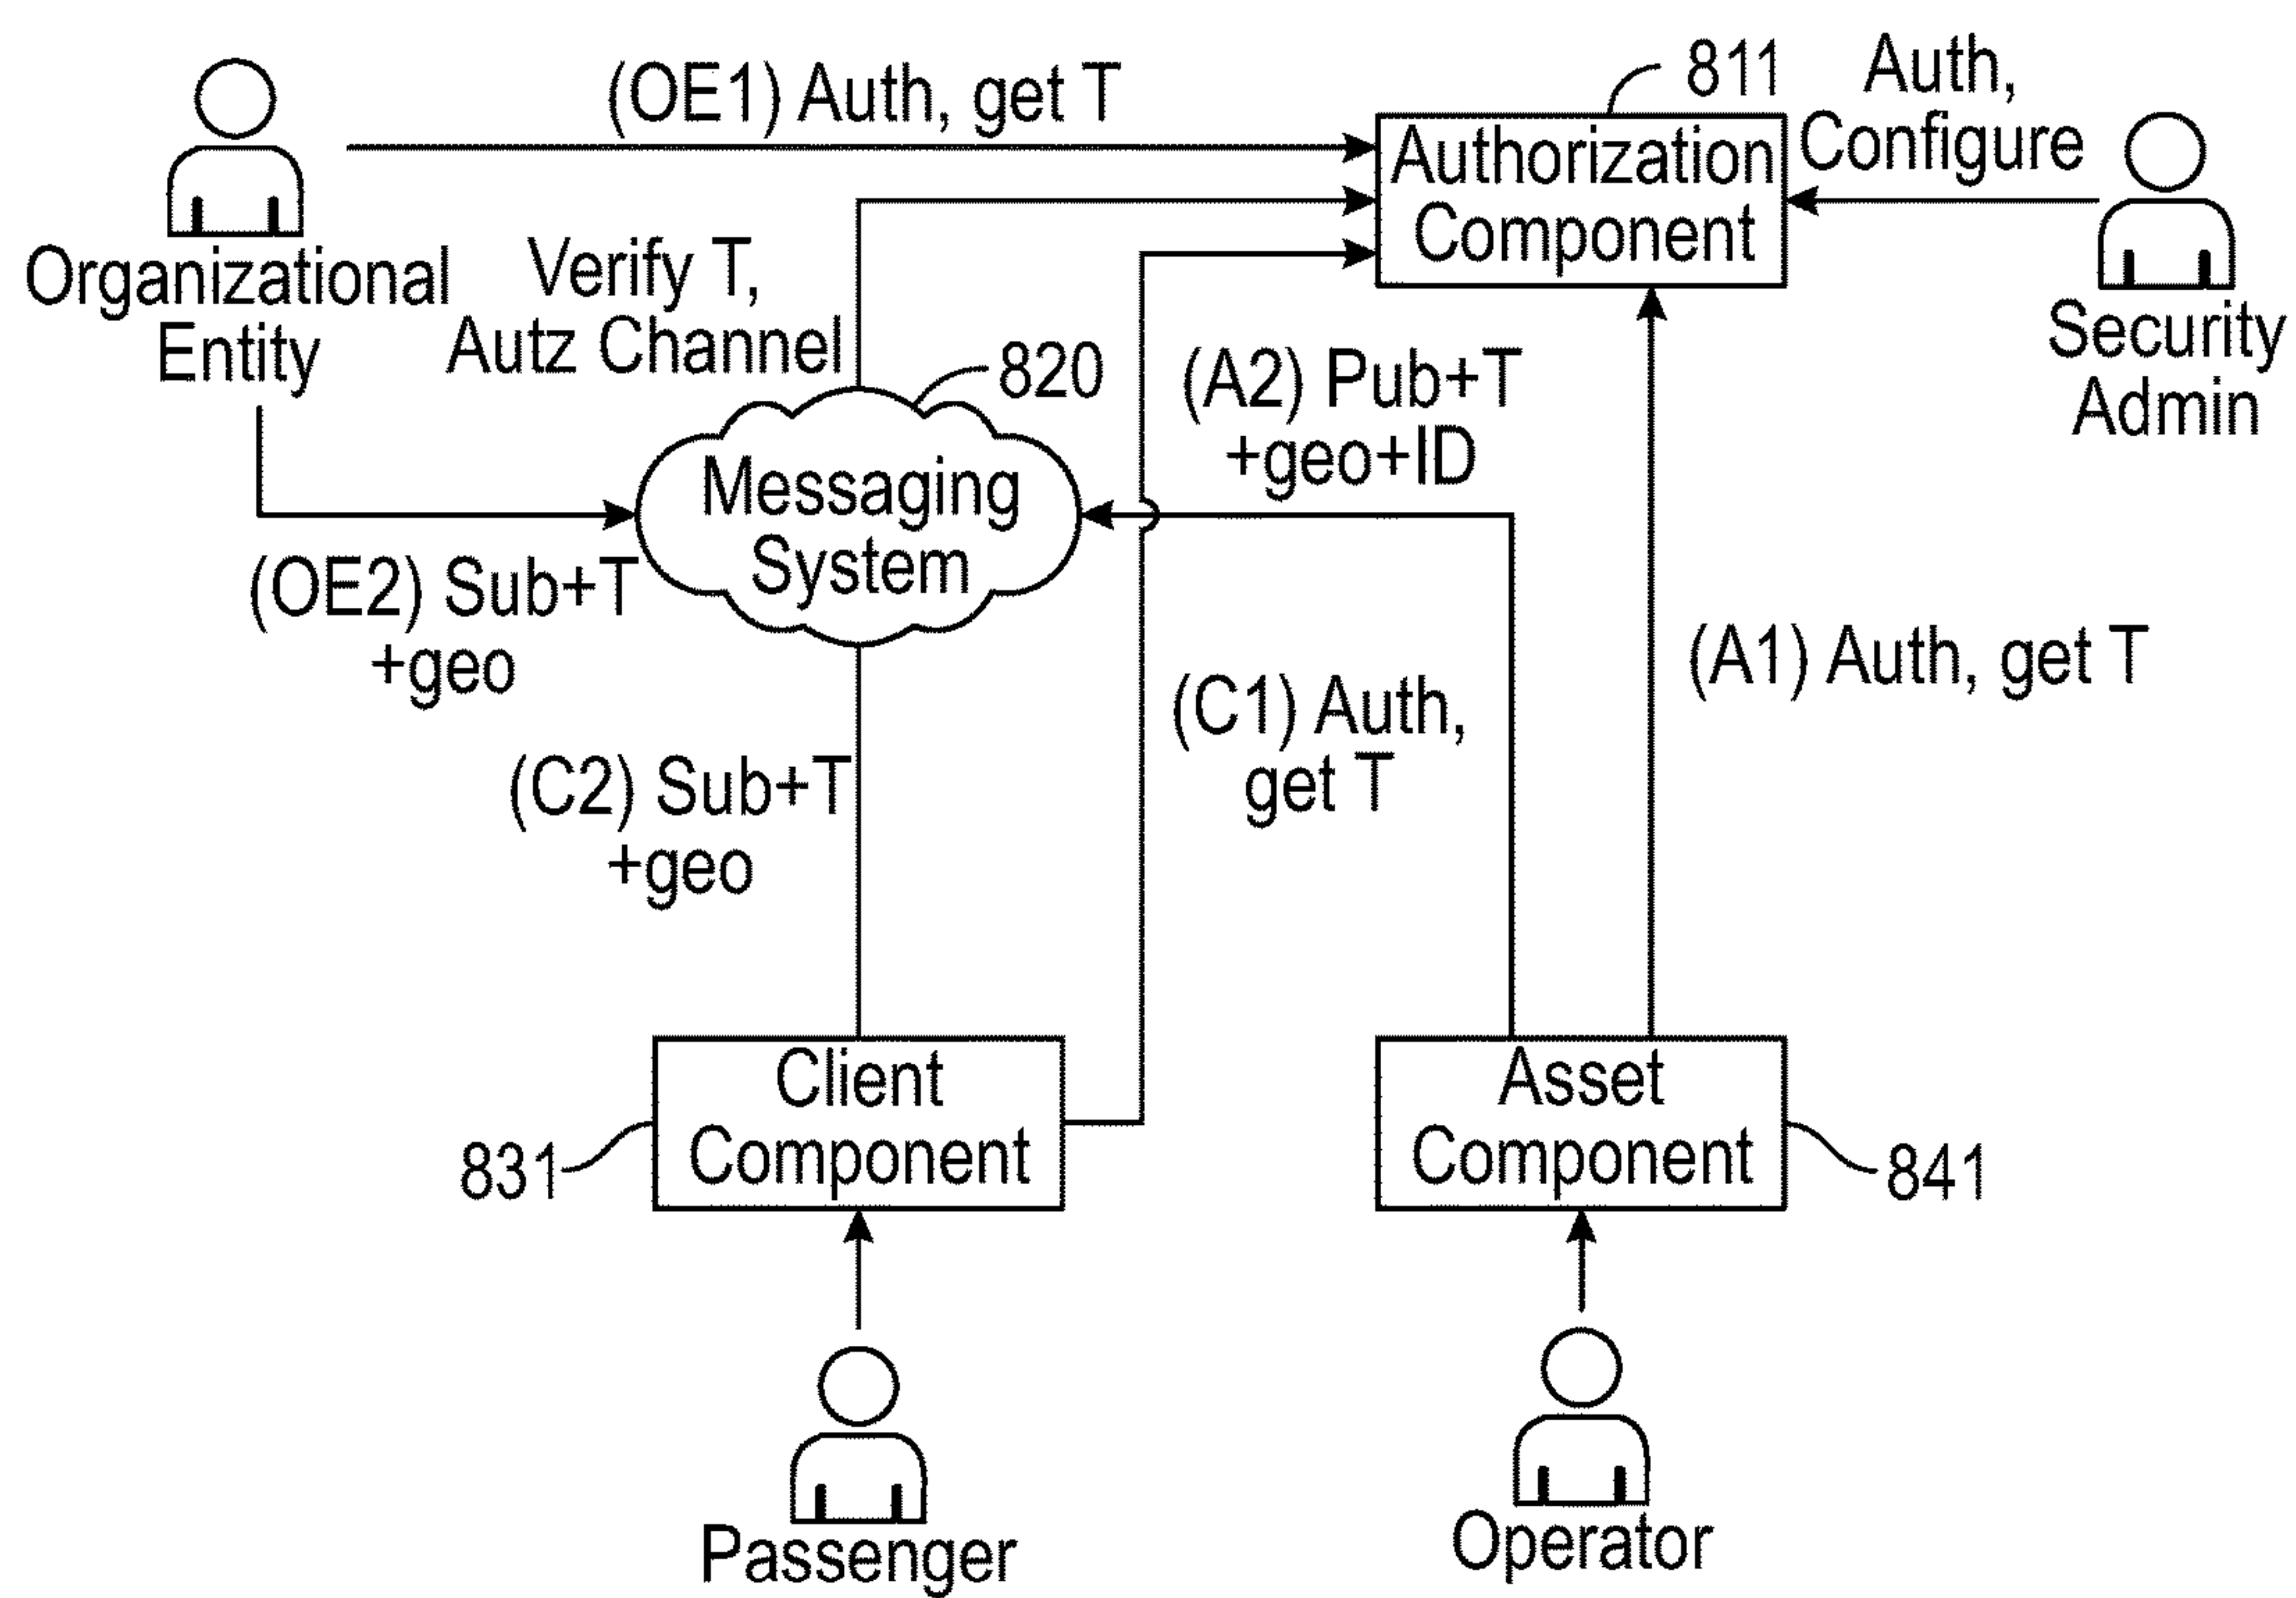 (OE1) Auth, get T
811
Auth,
Configure
Authorization
Component
Organizational
Entity
Security
Admin
Verify T,
Autz Channel
820
(A2) Pub+T
+geo+ID
Messaging
System
(OE2) Sub+T
+geo
(A1) Auth, get T
(C1) Auth,
get T
(C2) Sub+T
+geo
Client
Component
831
Asset
Component
841
Passenger
Operator